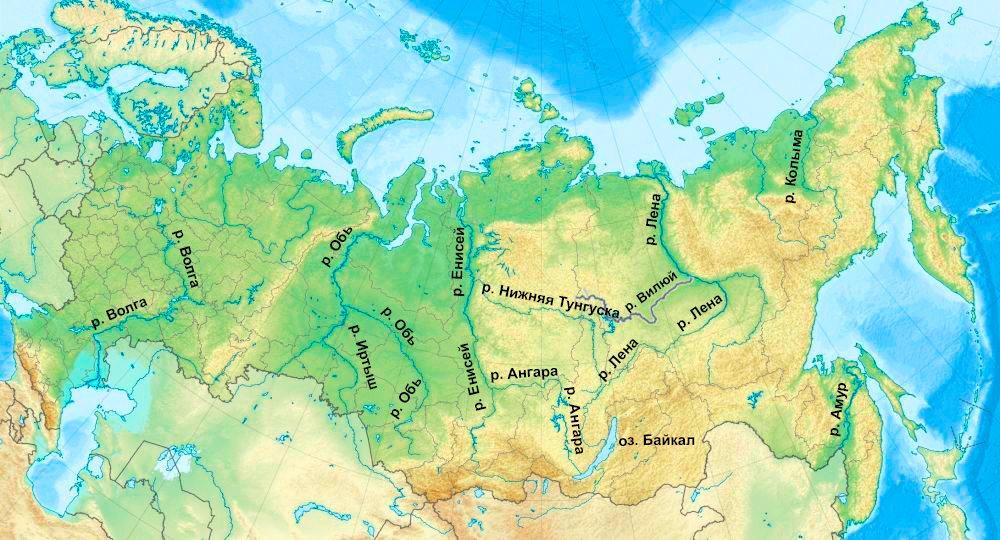 р. Колыма
р. Лена
р. Обь
р. Волга
р. Енисей
р. Нижняя Тунгуска
р. Вилюй
р. Волга
р. Обь
р. Лена
р. Иртыш
р. Лена
р. Енисей
р. Ангара
р. Обь
р. Ангара
р. Амур
оз. Байкал